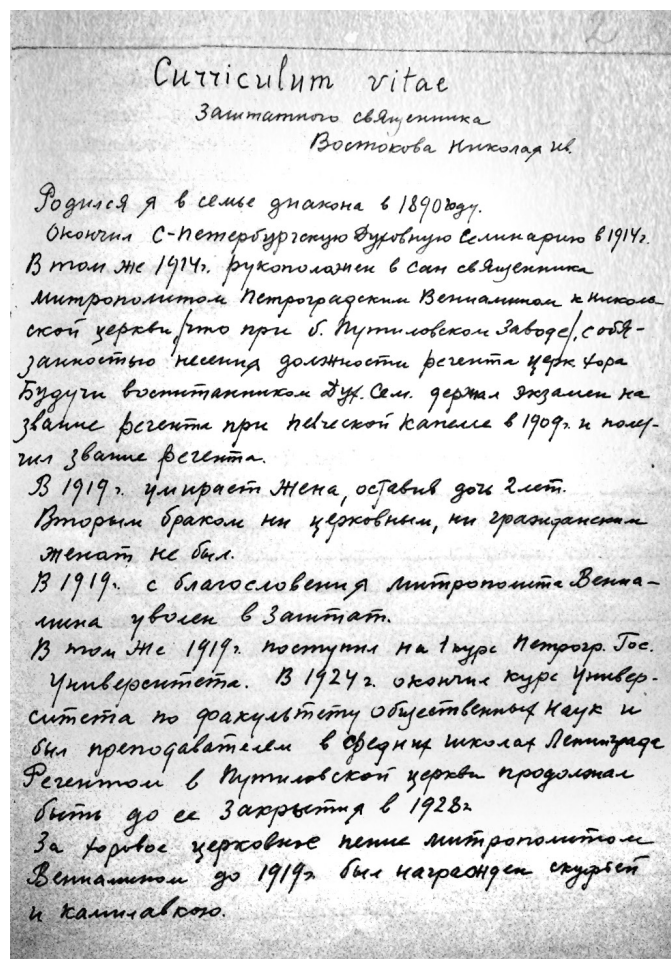 2
Curriculum vitae
Заштатного священника
Востокова Николая Ив.
Родился я в семье диакона в 1890 году.
Окончил С-Петербургскую Духовную Семинарию в 1914г.
В том же 1914г. рукоположен в сан священника
митрополитом Петроградским Вениамином к Николь-
ской церкви, /что при б. Путиловском Заводе/, с обя-
занностью несения должности регента церк хора
Будучи воспитанником Дух. Сем. держал экзамен на
звание регента при Певческой Капелле в 1909г. и полу-
чил звание регента.
В 1919г. умирает жена, оставив дочь 2 лет.
Вторым браком ни церковным, ни гражданским
женат не был.
В 1919г. с благословения митрополита Вениа-
мина уволен в Заштат.
В том же 1919г. поступил на 1 курс Петрогр. Гос.
Университета. В 1924г. окончил курс Универ-
ситета по факультету общественных наук и
был преподавателем в средних школах Ленинграда
Регентом в Путиловской церкви продолжал
быть до ее Закрытия в 1928г
За хоровое церковное пение митрополитом
Вениамином до 1919г был награжден скуфьей
и камилавкою.